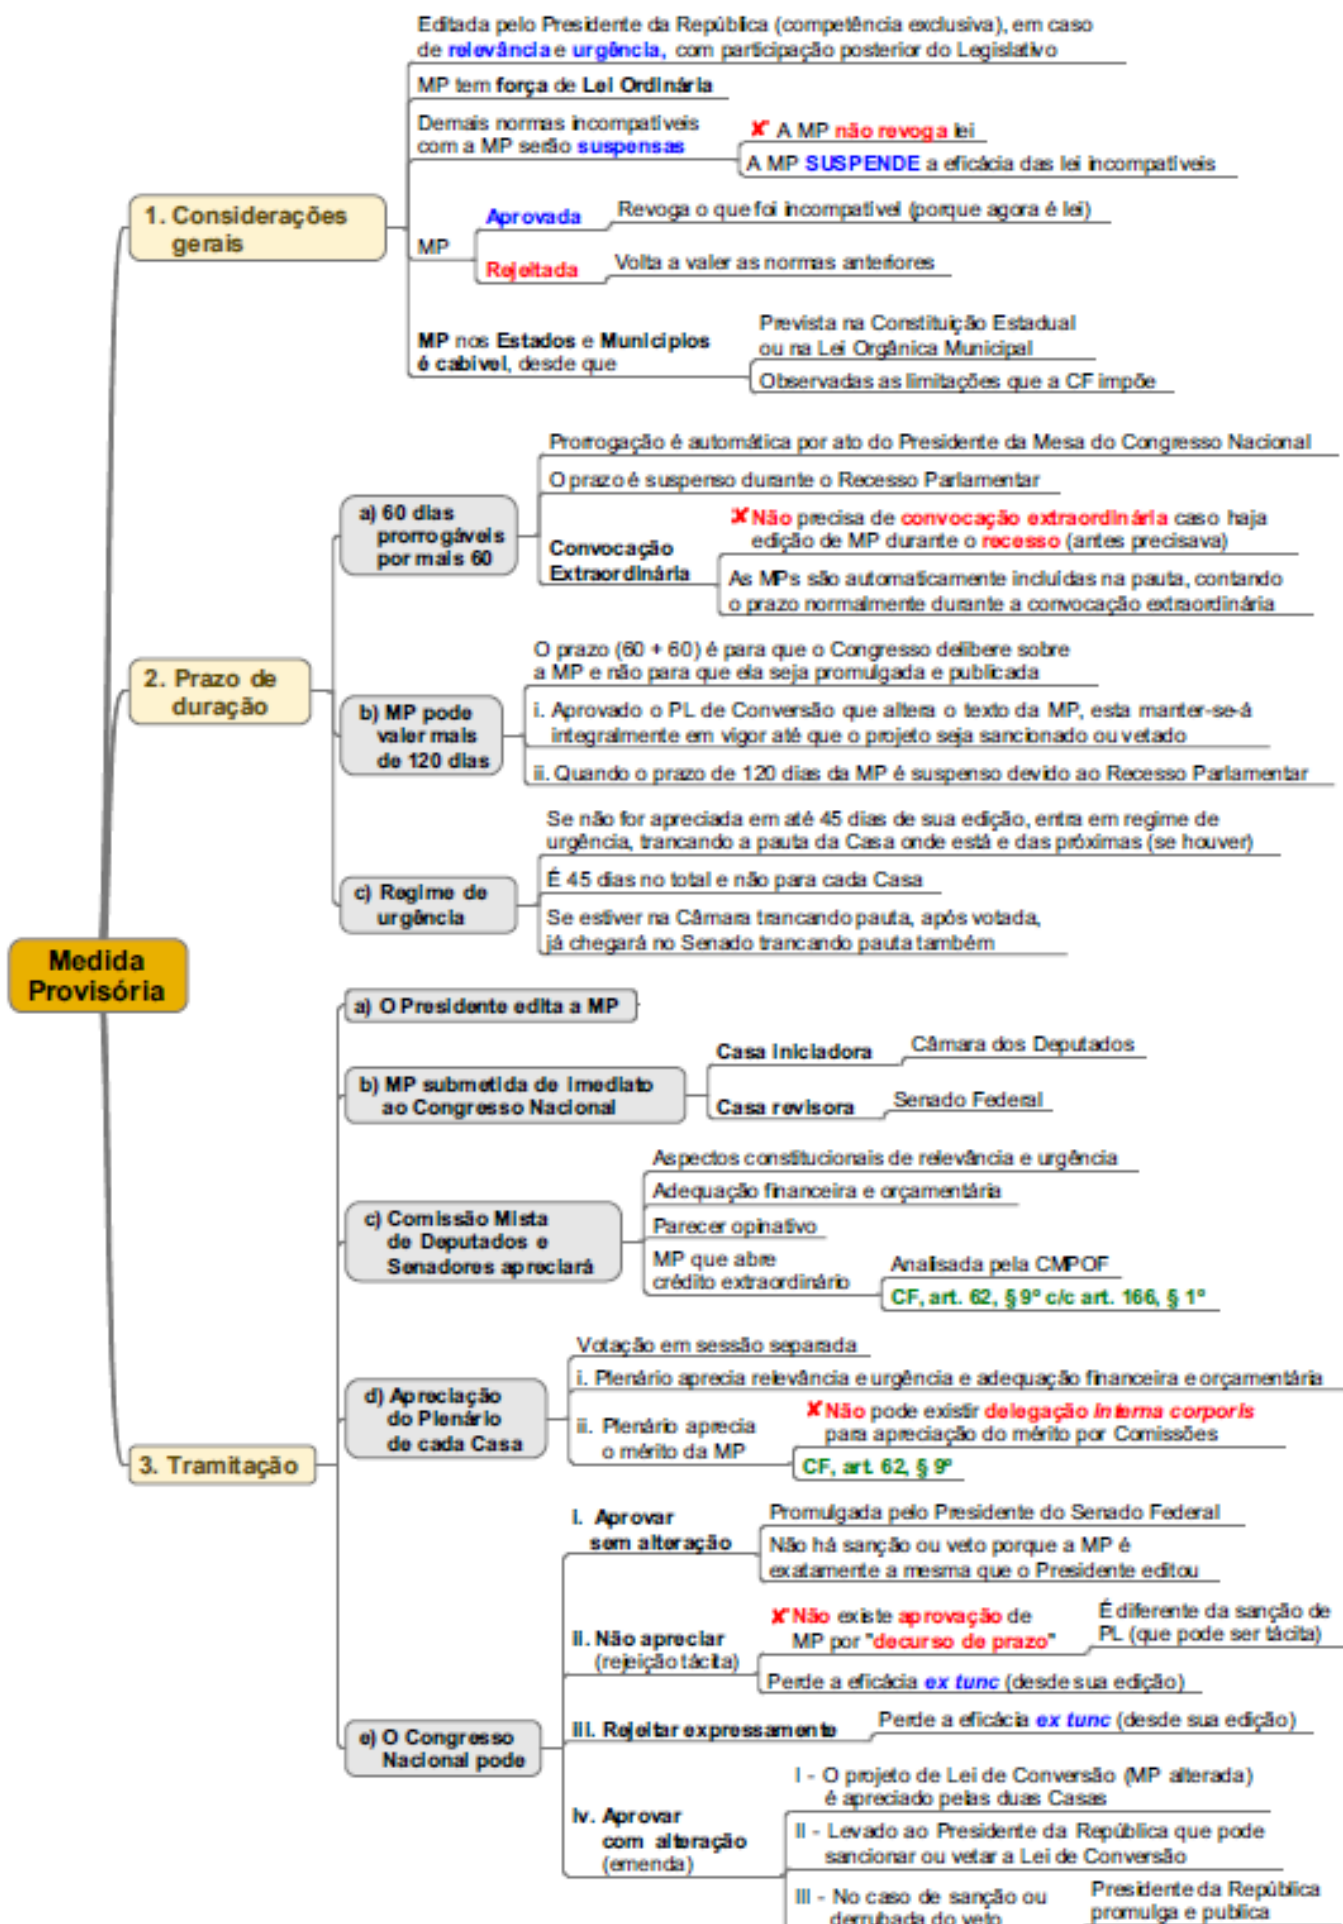 Medida
Provisória
1. Considerações
gerais
Editada pelo Presidente da República (competência exclusiva), em caso
de relevância e urgência, com participação posterior do Legislativo
MP tem força de Lei Ordinária
Demais normas incompatíveis
com a MP serão suspensas
✘ A MP não revoga lei
A MP SUSPENDE a eficácia das lei incompatíveis
MP
Aprovada
Revoga o que foi incompatível (porque agora é lei)
Rejeitada
Volta a valer as normas anteriores
MP nos Estados e Municípios
é cabível, desde que
Prevista na Constituição Estadual
ou na Lei Orgânica Municipal
Observadas as limitações que a CF impõe
2. Prazo de
duração
a) 60 dias
prorrogáveis
por mais 60
Prorrogação é automática por ato do Presidente da Mesa do Congresso Nacional
O prazo é suspenso durante o Recesso Parlamentar
Convocação
Extraordinária
✘ Não precisa de convocação extraordinária caso haja
edição de MP durante o recesso (antes precisava)
As MPs são automaticamente incluídas na pauta, contando
o prazo normalmente durante a convocação extraordinária
b) MP pode
valer mais
de 120 dias
O prazo (60 + 60) é para que o Congresso delibere sobre
a MP e não para que ela seja promulgada e publicada
i. Aprovado o PL de Conversão que altera o texto da MP, esta manter-se-á
integralmente em vigor até que o projeto seja sancionado ou vetado
ii. Quando o prazo de 120 dias da MP é suspenso devido ao Recesso Parlamentar
c) Regime de
urgência
Se não for apreciada em até 45 dias de sua edição, entra em regime de
urgência, trancando a pauta da Casa onde está e das próximas (se houver)
É 45 dias no total e não para cada Casa
Se estiver na Câmara trancando pauta, após votada,
já chegará no Senado trancando pauta também
3. Tramitação
a) O Presidente edita a MP
b) MP submetida de imediato
ao Congresso Nacional
Casa iniciadora
Câmara dos Deputados
Casa revisora
Senado Federal
c) Comissão Mista
de Deputados e
Senadores apreciará
Aspectos constitucionais de relevância e urgência
Adequação financeira e orçamentária
Parecer opinativo
MP que abre
crédito extraordinário
Analisada pela CMPOF
CF, art. 62, § 9º c/c art. 166, § 1º
d) Apreciação
do Plenário
de cada Casa
Votação em sessão separada
i. Plenário aprecia relevância e urgência e adequação financeira e orçamentária
ii. Plenário aprecia
o mérito da MP
✘ Não pode existir delegação interna corporis
para apreciação do mérito por Comissões
CF, art. 62, § 9º
e) O Congresso
Nacional pode
I. Aprovar
sem alteração
Promulgada pelo Presidente do Senado Federal
Não há sanção ou veto porque a MP é
exatamente a mesma que o Presidente editou
II. Não apreciar
(rejeição tácita)
✘ Não existe aprovação de
MP por "decurso de prazo"
É diferente da sanção de
PL (que pode ser tácita)
Perde a eficácia ex tunc (desde sua edição)
III. Rejeitar expressamente
Perde a eficácia ex tunc (desde sua edição)
Iv. Aprovar
com alteração
(emenda)
I - O projeto de Lei de Conversão (MP alterada)
é apreciado pelas duas Casas
II - Levado ao Presidente da República que pode
sancionar ou vetar a Lei de Conversão
III - No caso de sanção ou
derrubada do veto
Presidente da República
promulga e publica